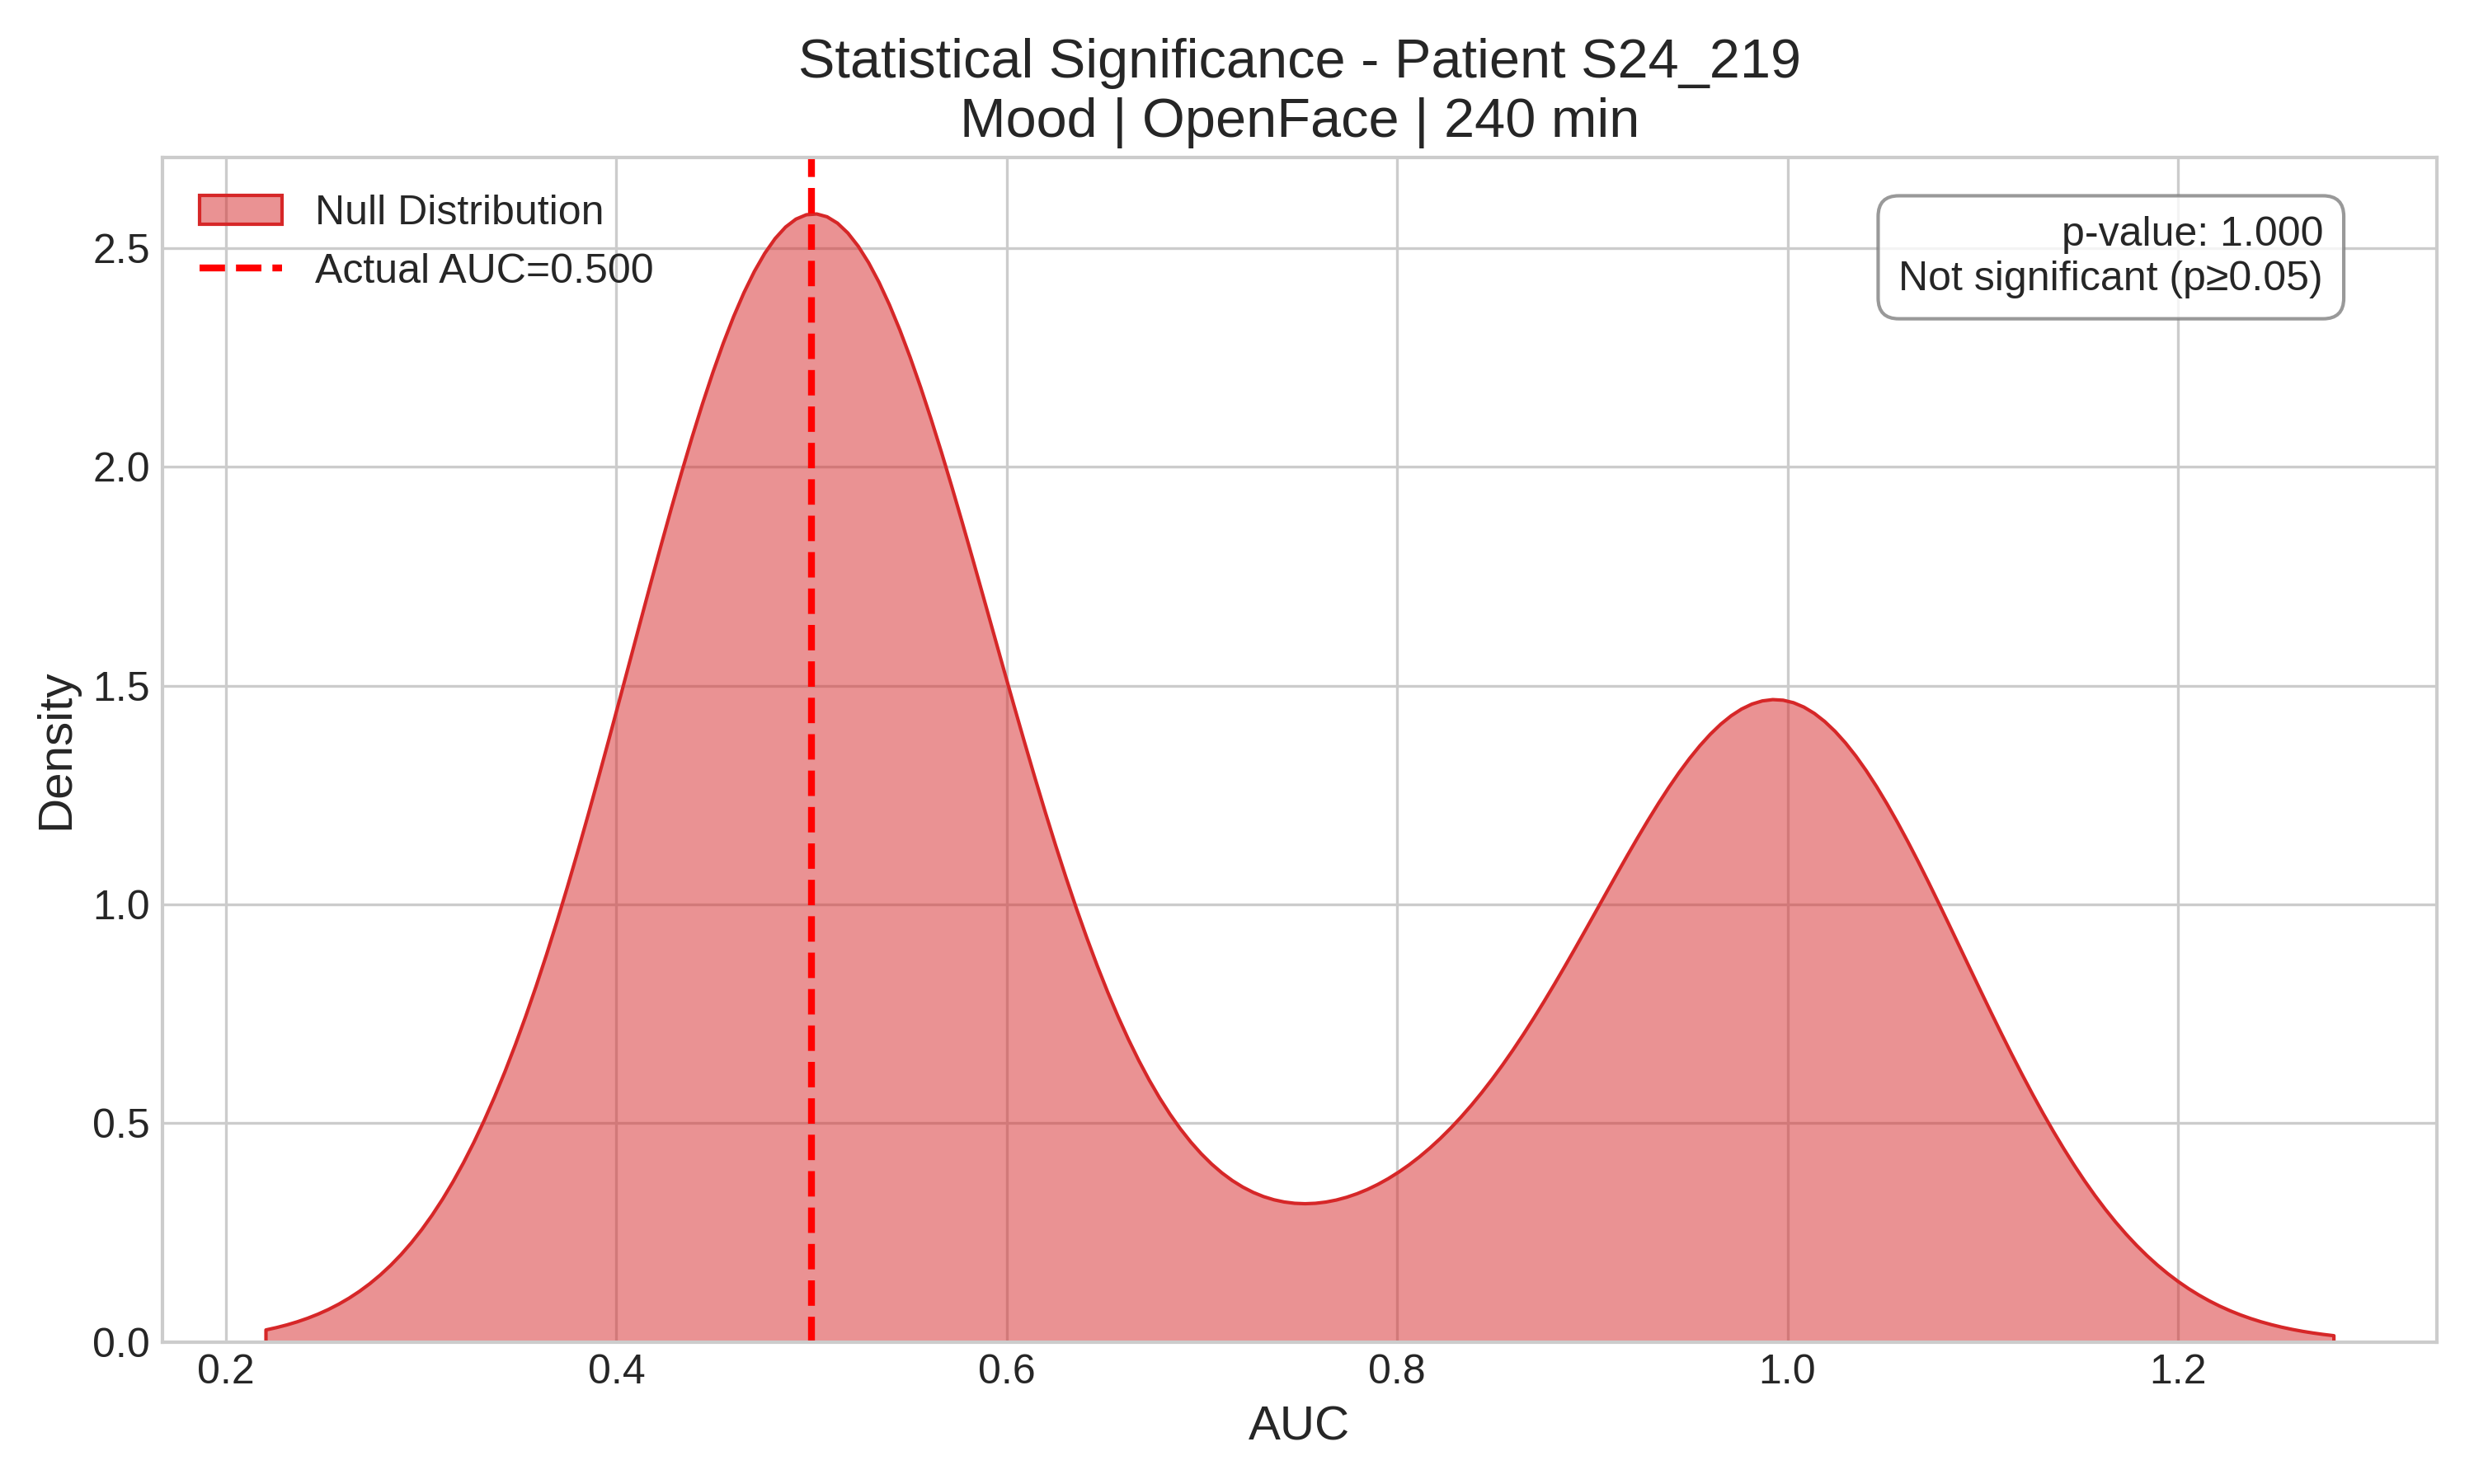 Statistical Significance - Patient S24_219
Mood | OpenFace | 240 min
Null Distribution
Actual AUC=0.500
p-value: 1.000
Not significant (p≥0.05)
Density
2.5
2.0
1.5
1.0
0.5
0.0
0.2 0.4 0.6 0.8 1.0 1.2
AUC